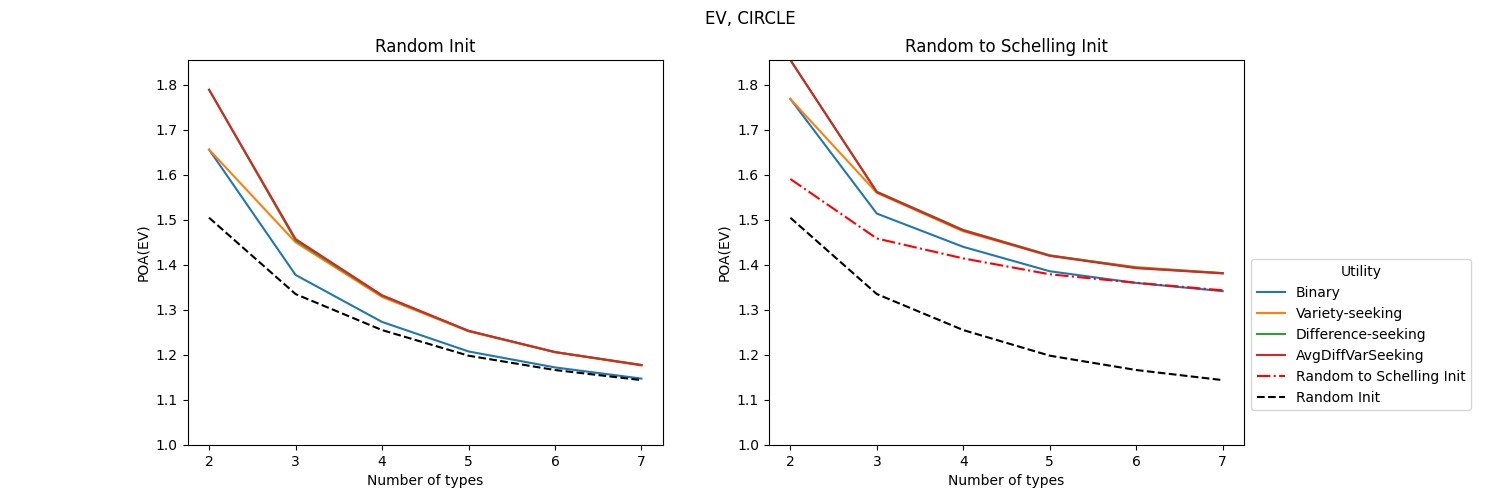 EV, CIRCLE
Random Init
POA(EV)
1.8
1.7
1.6
1.5
1.4
1.3
1.2
1.1
1.0
2 3 4 5 6 7
Number of types
Random to Schelling Init
POA(EV)
1.8
1.7
1.6
1.5
1.4
1.3
1.2
1.1
1.0
2 3 4 5 6 7
Number of types
Utility
Binary
Variety-seeking
Difference-seeking
AvgDiffVarSeeking
Random to Schelling Init
Random Init